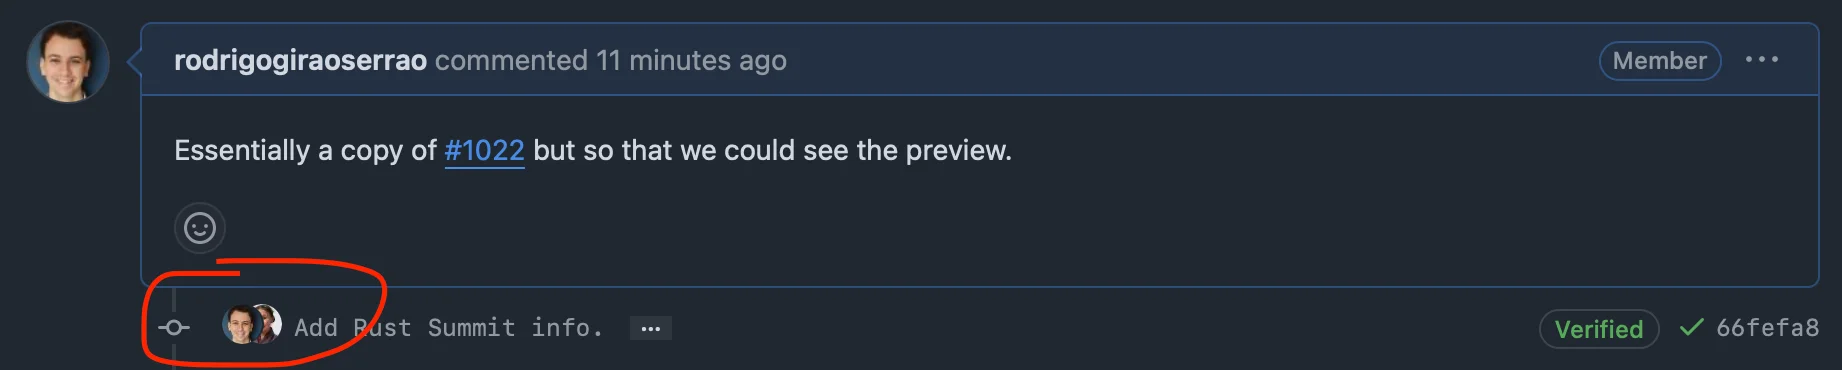 rodrigogiraoserrao commented 11 minutes ago Member ···
Essentially a copy of #1022 but so that we could see the preview.
Add Rust Summit info. ··· Verified ✓ 66fefa8